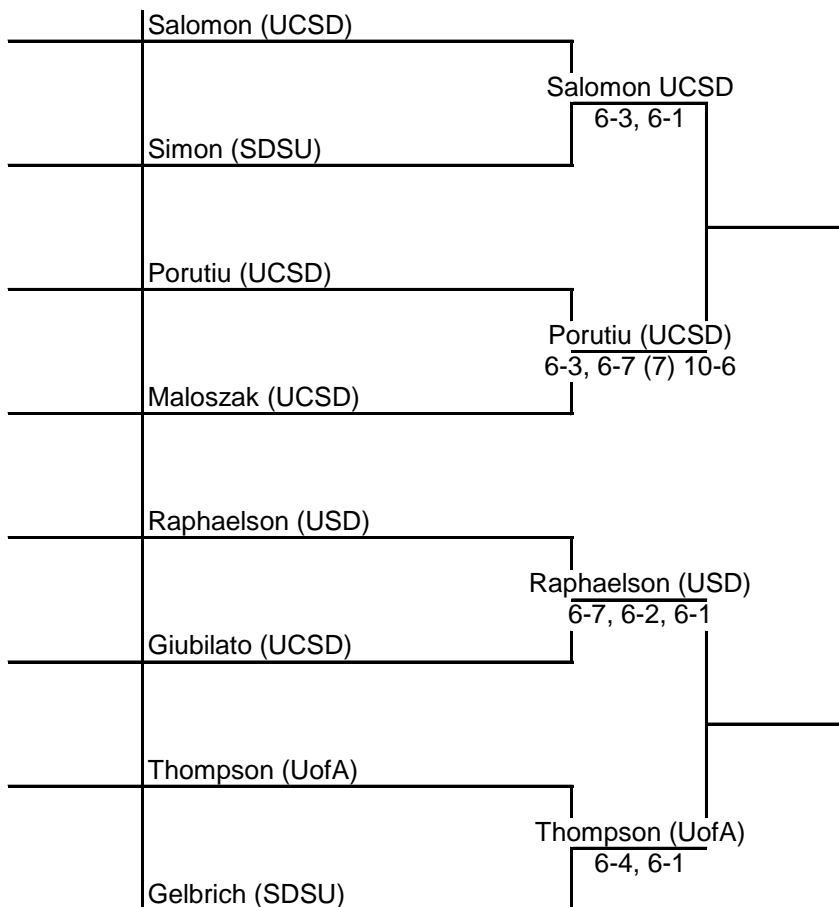 Salomon (UCSD)
Salomon UCSD
6-3, 6-1
Simon (SDSU)
Porutiu (UCSD)
Porutiu (UCSD)
6-3, 6-7 (7) 10-6
Maloszak (UCSD)
Raphaelson (USD)
Raphaelson (USD)
6-7, 6-2, 6-1
Giubilato (UCSD)
Thompson (UofA)
Thompson (UofA)
6-4, 6-1
Gelbrich (SDSU)